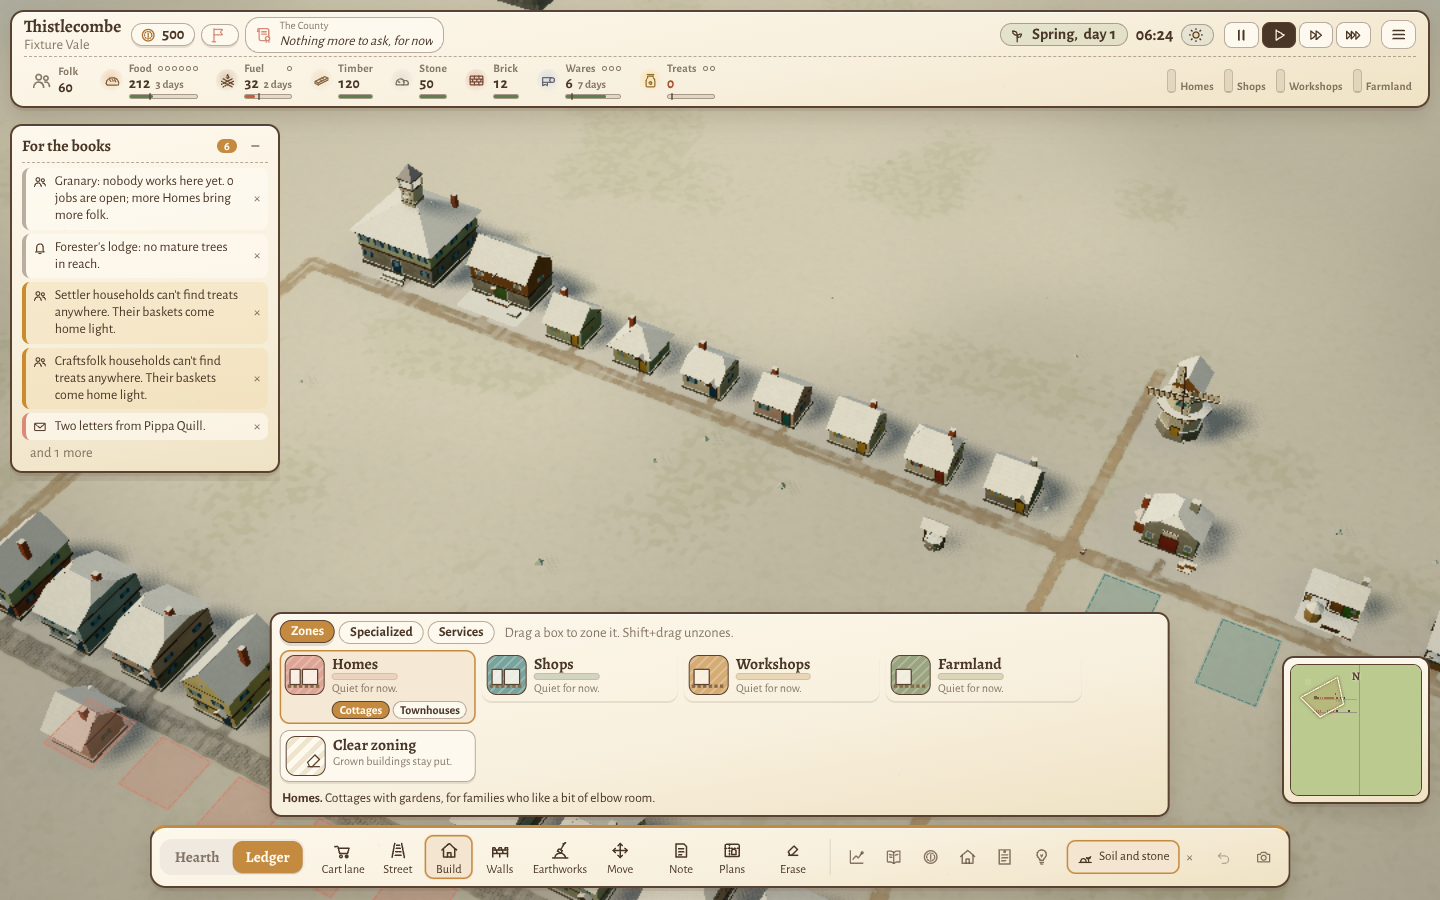 Thistlecombe
Fixture Vale
500
The County
Nothing more to ask, for now
Spring, day 1
06:24
Folk
60
Food
212 3 days
Fuel
32 2 days
Timber
120
Stone
50
Brick
12
Wares
6 7 days
Treats
0
Homes
Shops
Workshops
Farmland
For the books
6
Granary: nobody works here yet. 0
jobs are open; more Homes bring
more folk.
Forester's lodge: no mature trees
in reach.
Settler households can't find treats
anywhere. Their baskets come
home light.
Craftsfolk households can't find
treats anywhere. Their baskets
come home light.
Two letters from Pippa Quill.
and 1 more
Zones
Specialized
Services
Drag a box to zone it. Shift+drag unzones.
Homes
Quiet for now.
Cottages
Townhouses
Shops
Quiet for now.
Workshops
Quiet for now.
Farmland
Quiet for now.
Clear zoning
Grown buildings stay put.
Homes. Cottages with gardens, for families who like a bit of elbow room.
N
Hearth
Ledger
Cart lane
Street
Build
Walls
Earthworks
Move
Note
Plans
Erase
Soil and stone